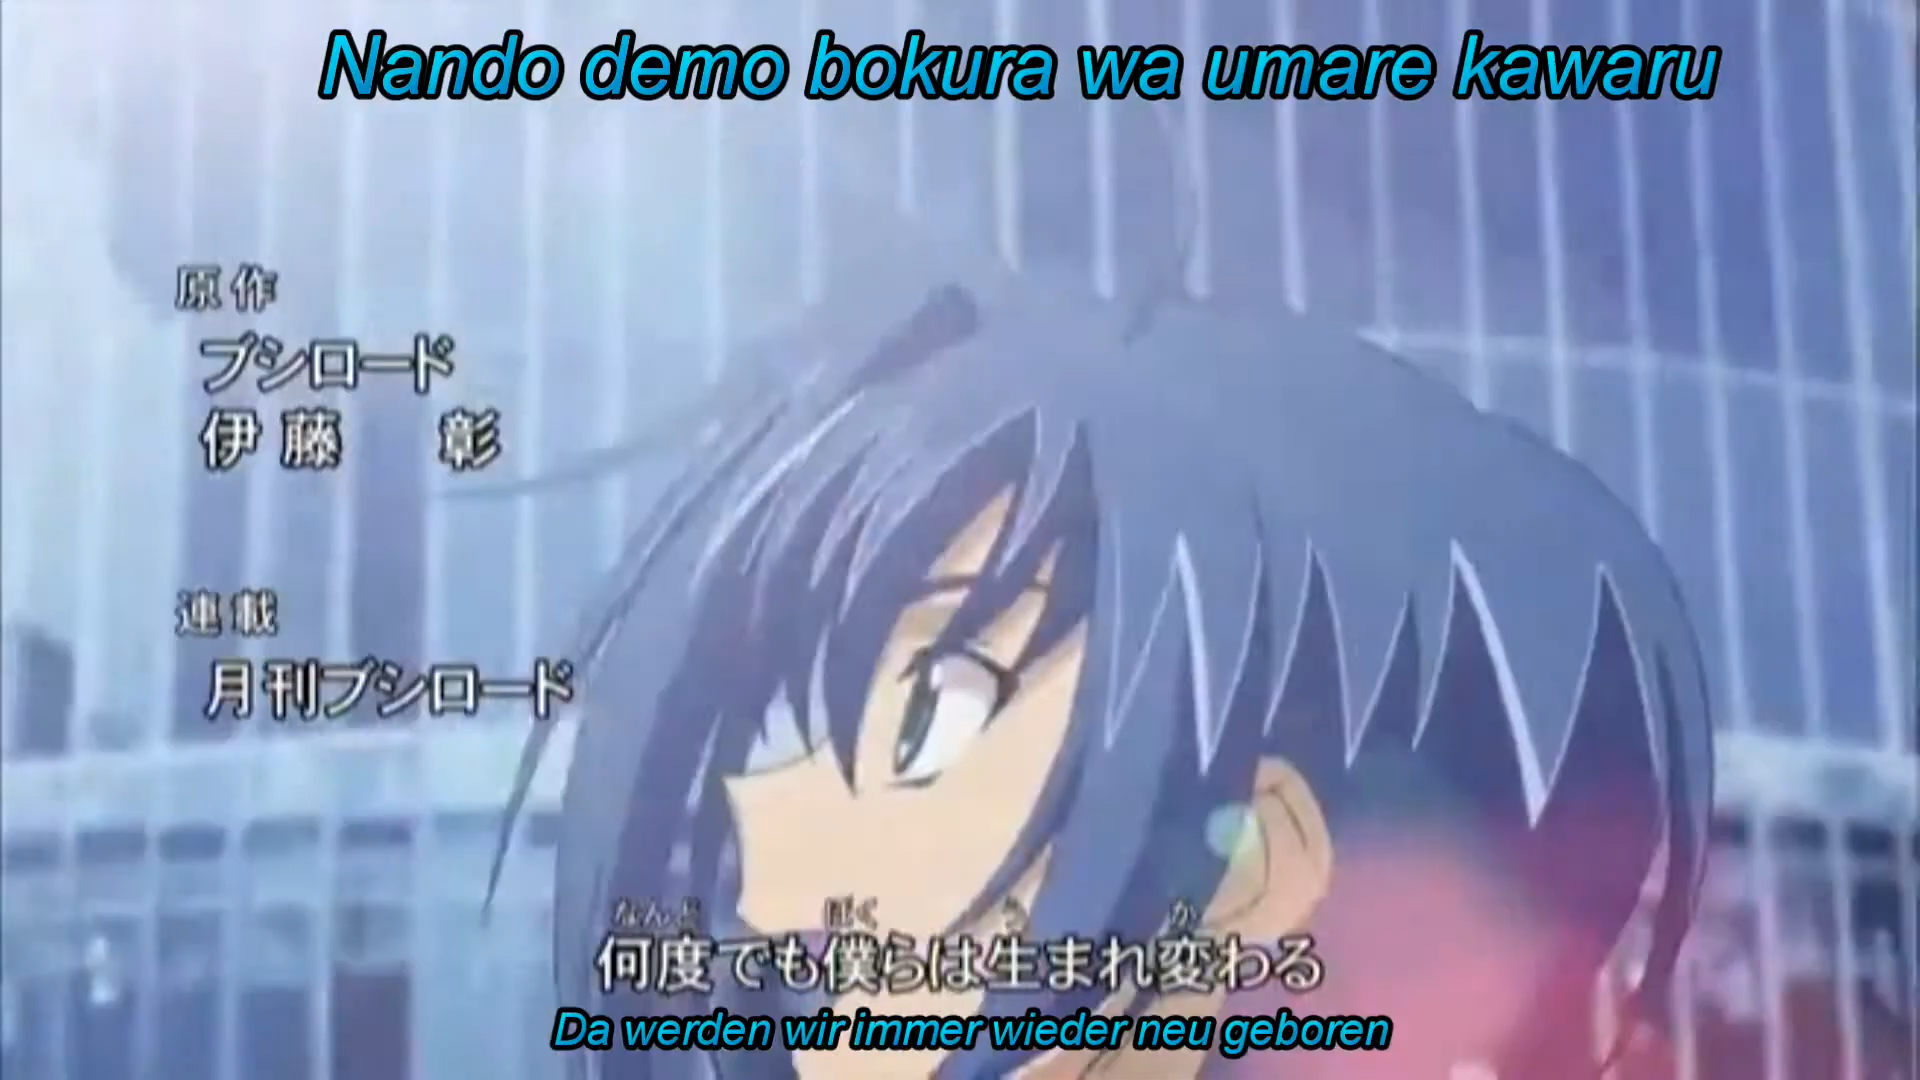 Nando demo bokura wa umare kawaru
原作
ブシロード
伊藤 彰
連載
月刊ブシロード
なんど ぼく う か
何度でも僕らは生まれ変わる
Da werden wir immer wieder neu geboren